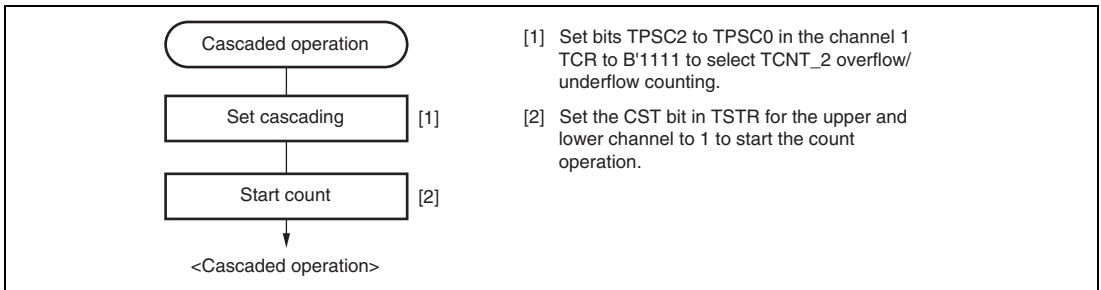 Cascaded operation
Set cascading
[1]
Start count
[2]
<Cascaded operation>
[1] Set bits TPSC2 to TPSC0 in the channel 1
TCR to B'1111 to select TCNT_2 overflow/
underflow counting.
[2] Set the CST bit in TSTR for the upper and
lower channel to 1 to start the count
operation.